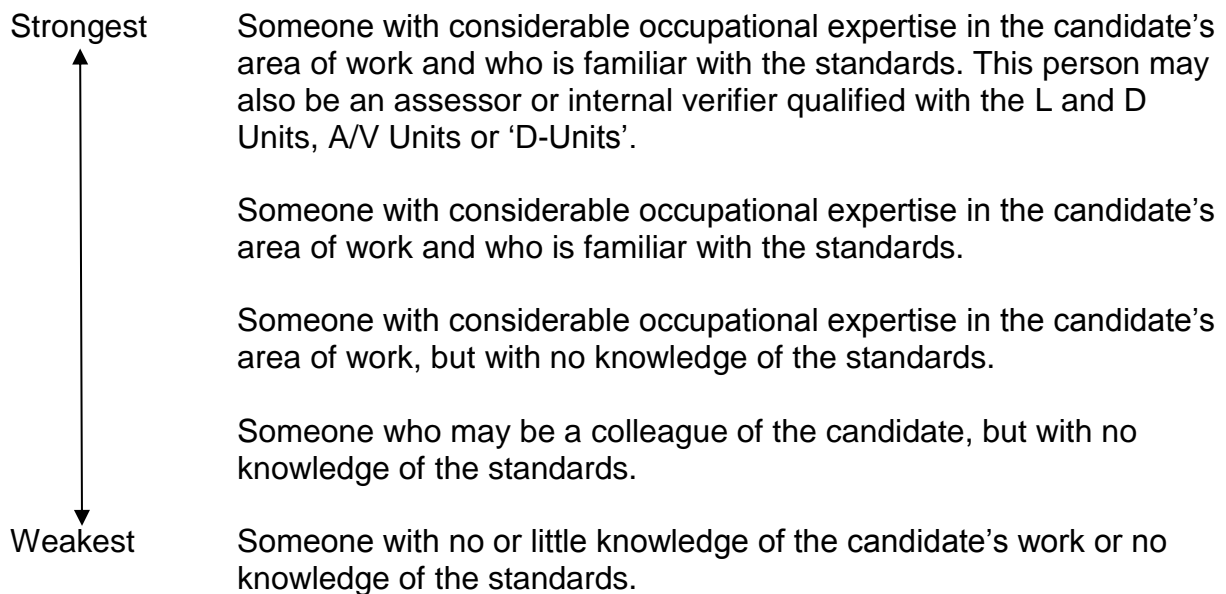 Strongest Someone with considerable occupational expertise in the candidate’s
area of work and who is familiar with the standards. This person may
also be an assessor or internal verifier qualified with the L and D
Units, A/V Units or ‘D-Units’.
Someone with considerable occupational expertise in the candidate’s
area of work and who is familiar with the standards.
Someone with considerable occupational expertise in the candidate’s
area of work, but with no knowledge of the standards.
Someone who may be a colleague of the candidate, but with no
knowledge of the standards.
Weakest Someone with no or little knowledge of the candidate’s work or no
knowledge of the standards.